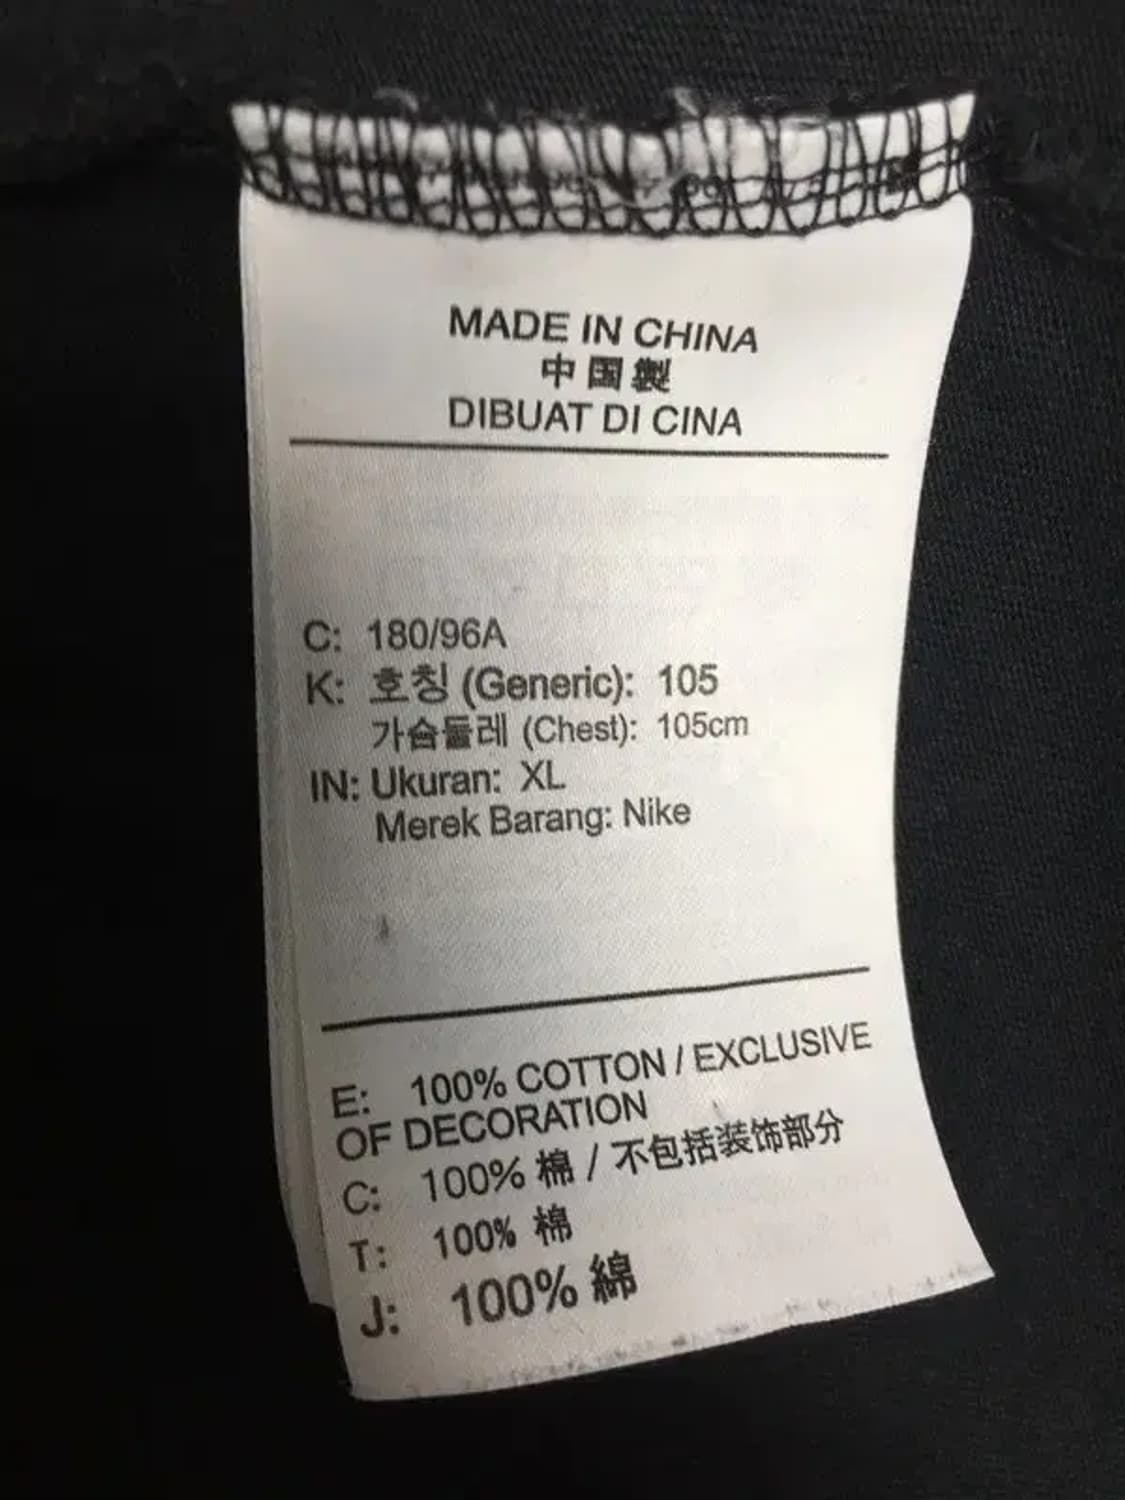 MADE IN CHINA
中国製
DIBUAT DI CINA
C: 180/96A
K: 호칭 (Generic): 105
가슴둘레 (Chest): 105cm
IN: Ukuran: XL
Merek Barang: Nike
E: 100% COTTON / EXCLUSIVE
OF DECORATION
C: 100% 棉 / 不包括装饰部分
T: 100% 棉
J: 100% 綿